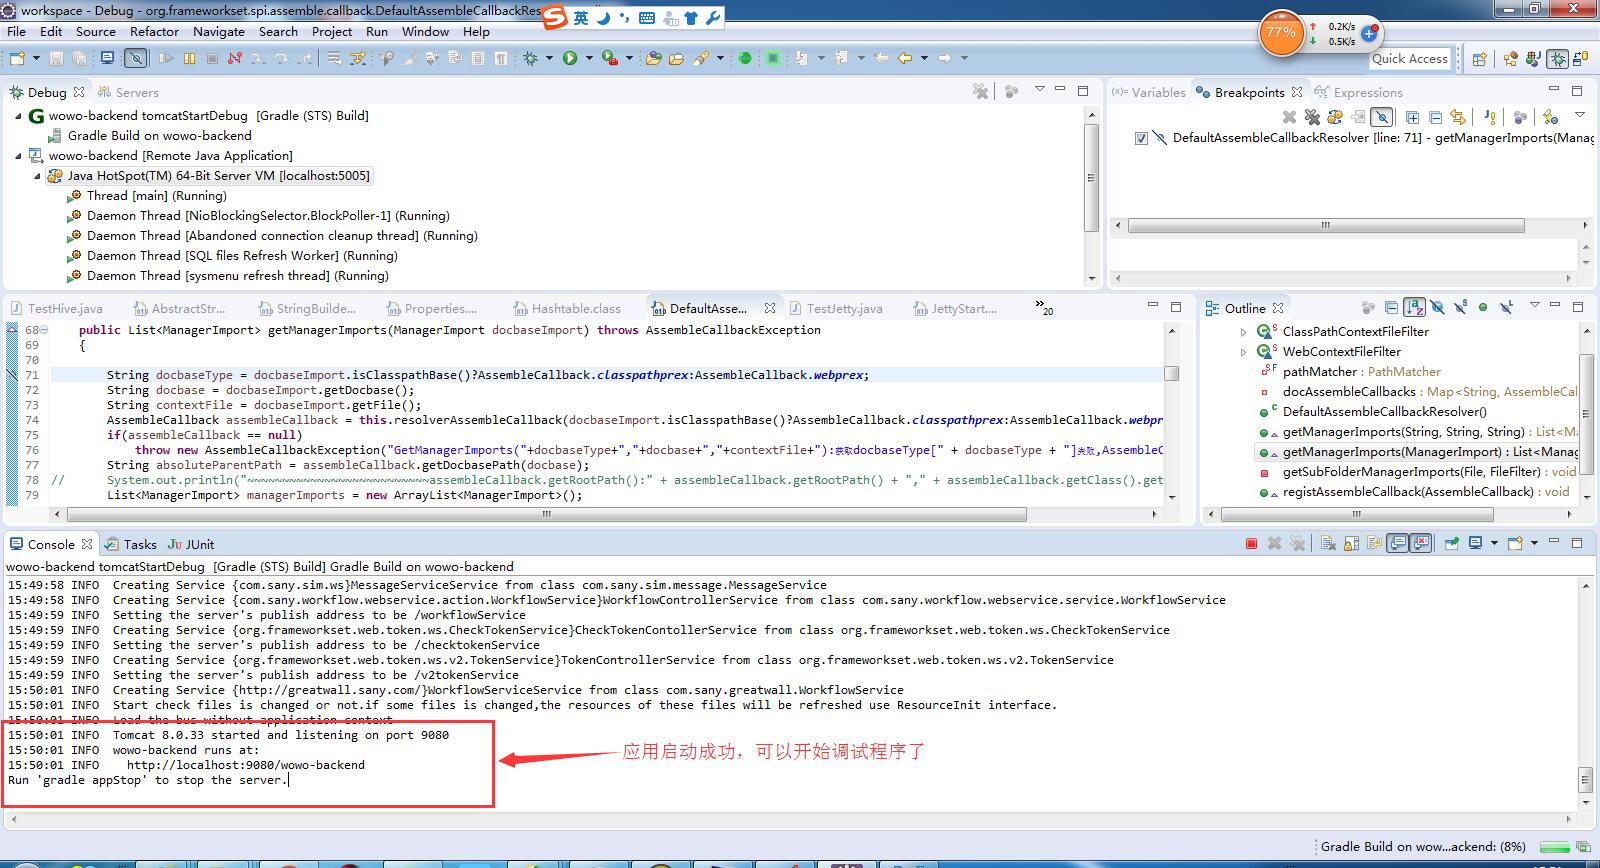 workspace - Debug - org.frameworkset.spi.assemble.callback.DefaultAssembleCallbackRes
英
77%
0.2K/s
0.5K/s
File Edit Source Refactor Navigate Search Project Run Window Help
Quick Access
Debug Servers
wowo-backend tomcatStartDebug [Gradle (STS) Build]
Gradle Build on wowo-backend
wowo-backend [Remote Java Application]
Java HotSpot(TM) 64-Bit Server VM [localhost:5005]
Thread [main] (Running)
Daemon Thread [NioBlockingSelector.BlockPoller-1] (Running)
Daemon Thread [Abandoned connection cleanup thread] (Running)
Daemon Thread [SQL files Refresh Worker] (Running)
Daemon Thread [sysmenu refresh thread] (Running)
(x)= Variables Breakpoints Expressions
DefaultAssembleCallbackResolver [line: 71] - getManagerImports(Manag
TestHive.java AbstractStr... StringBuilde... Properties.... Hashtable.class DefaultAsse... TestJetty.java JettyStart.... »20
68 public List<ManagerImport> getManagerImports(ManagerImport docbaseImport) throws AssembleCallbackException
69 {
70
71 String docbaseType = docbaseImport.isClasspathBase()?AssembleCallback.classpathprex:AssembleCallback.webprex;
72 String docbase = docbaseImport.getDocbase();
73 String contextFile = docbaseImport.getFile();
74 AssembleCallback assembleCallback = this.resolverAssembleCallback(docbaseImport.isClasspathBase()?AssembleCallback.classpathprex:AssembleCallback.webpr
75 if(assembleCallback == null)
76 throw new AssembleCallbackException("GetManagerImports("+docbaseType+","+docbase+","+contextFile+"):获取docbaseType[" + docbaseType + "]失败,AssembleC
77 String absoluteParentPath = assembleCallback.getDocbasePath(docbase);
78 // System.out.println("~~~~~~~~~~~~~~~~~~~~~~~~~~assembleCallback.getRootPath():" + assembleCallback.getRootPath() + "," + assembleCallback.getClass().get
79 List<ManagerImport> managerImports = new ArrayList<ManagerImport>();
Outline
ClassPathContextFileFilter
WebContextFileFilter
pathMatcher : PathMatcher
docAssembleCallbacks : Map<String, AssembleCal
DefaultAssembleCallbackResolver()
getManagerImports(String, String, String) : List<Ma
getManagerImports(ManagerImport) : List<Manag
getSubFolderManagerImports(File, FileFilter) : void
registAssembleCallback(AssembleCallback) : void
Console Tasks JUnit
wowo-backend tomcatStartDebug [Gradle (STS) Build] Gradle Build on wowo-backend
15:49:58 INFO Creating Service {com.sany.sim.ws}MessageServiceService from class com.sany.sim.message.MessageService
15:49:58 INFO Creating Service {com.sany.workflow.webservice.action.WorkflowService}WorkflowControllerService from class com.sany.workflow.webservice.service.WorkflowService
15:49:59 INFO Setting the server's publish address to be /workflowService
15:49:59 INFO Creating Service {org.frameworkset.web.token.ws.CheckTokenService}CheckTokenContollerService from class org.frameworkset.web.token.ws.CheckTokenService
15:49:59 INFO Setting the server's publish address to be /checktokenService
15:49:59 INFO Creating Service {org.frameworkset.web.token.ws.v2.TokenService}TokenControllerService from class org.frameworkset.web.token.ws.v2.TokenService
15:49:59 INFO Setting the server's publish address to be /v2tokenService
15:50:01 INFO Creating Service {http://greatwall.sany.com/}WorkflowServiceService from class com.sany.greatwall.WorkflowService
15:50:01 INFO Start check files is changed or not.if some files is changed,the resources of these files will be refreshed use ResourceInit interface.
15:50:01 INFO Load the bus without application context
15:50:01 INFO Tomcat 8.0.33 started and listening on port 9080
15:50:01 INFO wowo-backend runs at:
15:50:01 INFO http://localhost:9080/wowo-backend
Run 'gradle appStop' to stop the server.
应用启动成功，可以开始调试程序了
Gradle Build on wow...ackend: (8%)